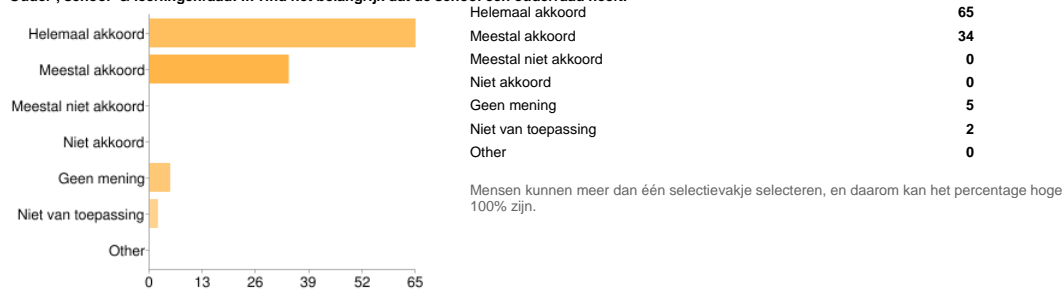 Helemaal akkoord 65
Meestal akkoord 34
Meestal niet akkoord 0
Niet akkoord 0
Geen mening 5
Niet van toepassing 2
Other 0
Mensen kunnen meer dan één selectievakje selecteren, en daarom kan het percentage hoge
100% zijn.
Helemaal akkoord
Meestal akkoord
Meestal niet akkoord
Niet akkoord
Geen mening
Niet van toepassing
Other
0 13 26 39 52 65